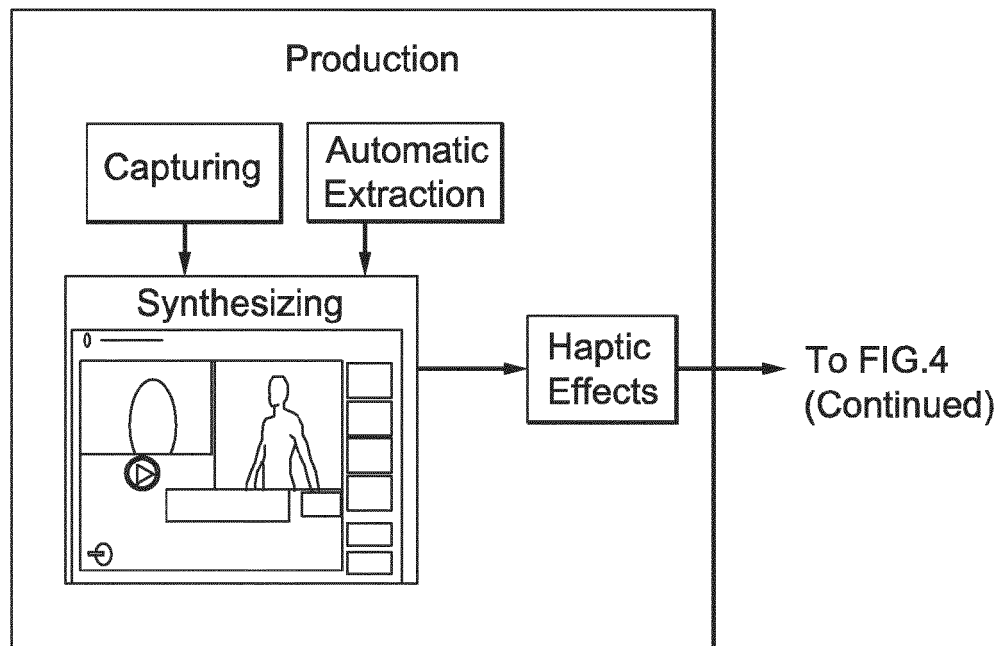 Production
Capturing
Automatic
Extraction
Synthesizing
Haptic
Effects
To FIG.4
(Continued)